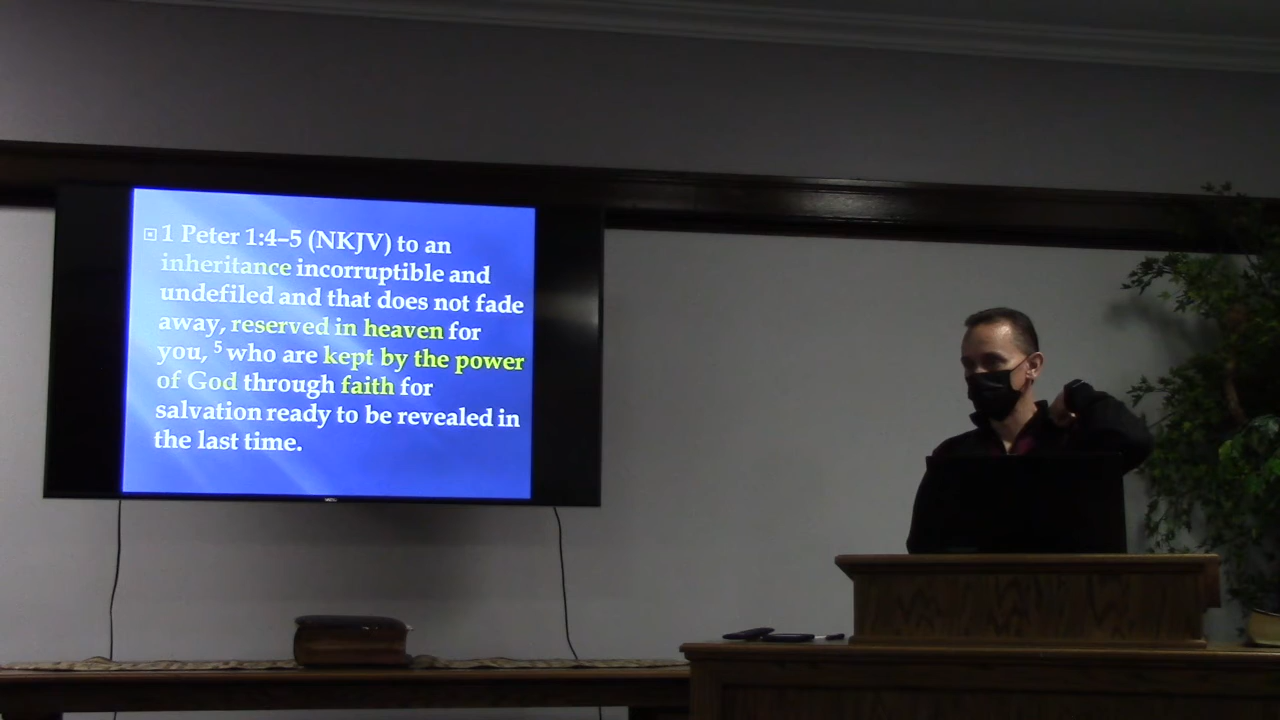 1 Peter 1:4–5 (NKJV) to an
inheritance incorruptible and
undefiled and that does not fade
away, reserved in heaven for
you, ⁵ who are kept by the power
of God through faith for
salvation ready to be revealed in
the last time.